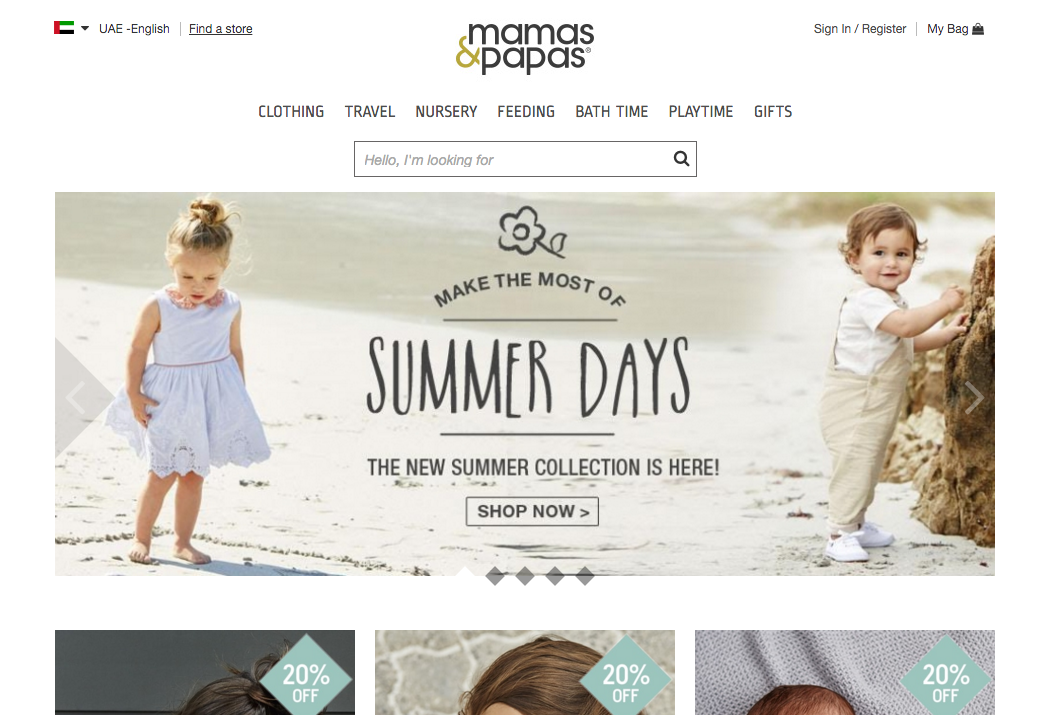 UAE -English
Find a store
mamas
&papas®
Sign In / Register
My Bag
CLOTHING TRAVEL NURSERY FEEDING BATH TIME PLAYTIME GIFTS
Hello, I'm looking for
MAKE THE MOST OF
SUMMER DAYS
THE NEW SUMMER COLLECTION IS HERE!
SHOP NOW >
20%
OFF
20%
OFF
20%
OFF